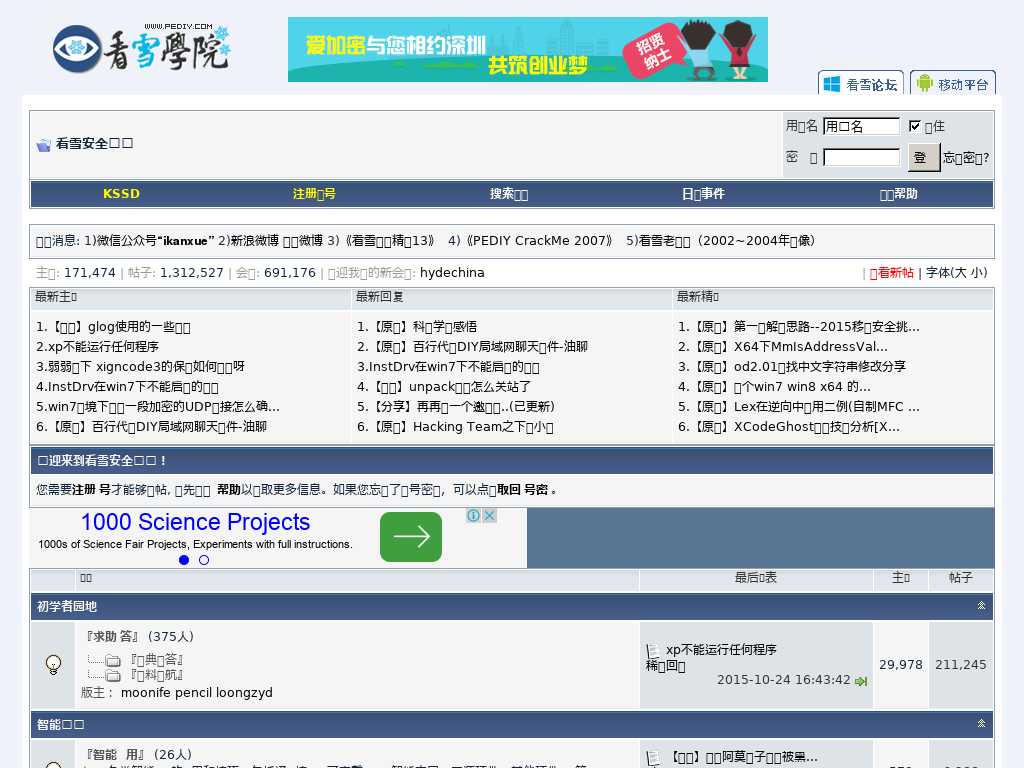 WWW.PEDIY.COM
看雪學院
爱加密与您相约深圳
共筑创业梦
招贤
纳士
看雪论坛
移动平台
看雪安全
用 名
用 名
住
密
登
忘 密 ?
KSSD
注册 号
搜索
日 事件
帮助
消息: 1)微信公众号“ikanxue” 2)新浪微博 微博 3)《看雪 精 13》 4)《PEDIY CrackMe 2007》 5)看雪老 （2002~2004年 像）
主 : 171,474 | 帖子: 1,312,527 | 会 : 691,176 | 迎我 的新会 : hydechina
| 看新帖 | 字体(大 小)
最新主
最新回复
最新精
1.【 】glog使用的一些
2.xp不能运行任何程序
3.弱弱 下 xigncode3的保 如何 呀
4.InstDrv在win7下不能启 的
5.win7 境下 一段加密的UDP 接怎么确...
6.【原 】百行代 DIY局域网聊天 件-油聊
1.【原 】科 学 感悟
2.【原 】百行代 DIY局域网聊天 件-油聊
3.InstDrv在win7下不能启 的
4.【 】unpack 怎么关站了
5.【分享】再再 一个邀 ..(已更新)
6.【原 】Hacking Team之下 小
1.【原 】第一 解 思路--2015移 安全挑...
2.【原 】X64下MmIsAddressVal...
3.【原 】od2.01 找中文字符串修改分享
4.【原 】 个win7 win8 x64 的...
5.【原 】Lex在逆向中 用二例(自制MFC ...
6.【原 】XCodeGhost 技 分析[X...
迎来到看雪安全 ！
您需要注册 号才能够 帖, 先 帮助以 取更多信息。如果您忘 了 号密 ，可以点 取回 号密 。
1000 Science Projects
1000s of Science Fair Projects, Experiments with full instructions.
最后 表
主
帖子
初学者园地
『求助 答』 (375人)
『 典 答』
『 料 航』
版主： moonife pencil loongzyd
xp不能运行任何程序
稀 回
2015-10-24 16:43:42
29,978
211,245
智能
『智能 用』 (26人)
【 】 阿莫 子 被黑...